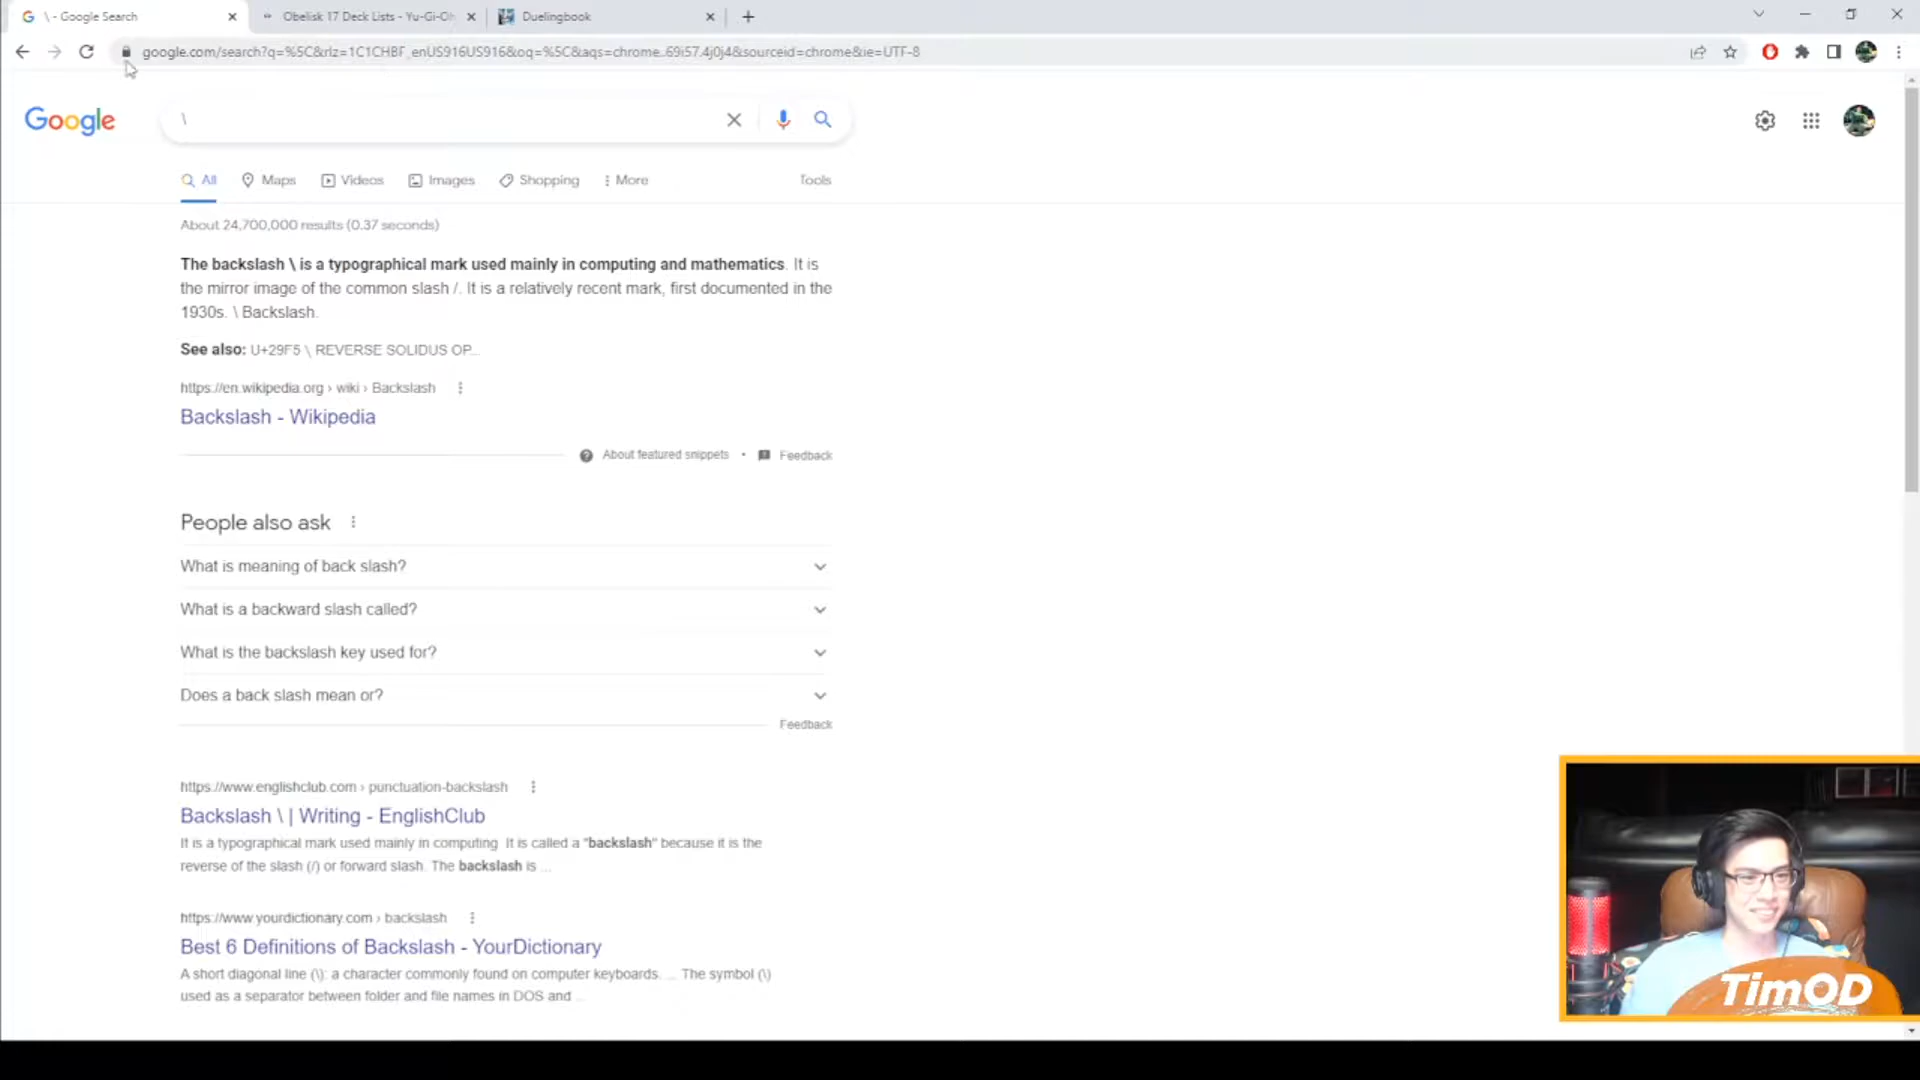 \ - Google Search
Obelisk 17 Deck Lists - Yu-Gi-Oh
Duelingbook
google.com/search?q=%5C&rlz=1C1CHBF_enUS916US916&oq=%5C&aqs=chrome..69i57.4j0j4&sourceid=chrome&ie=UTF-8
Google
\
All
Maps
Videos
Images
Shopping
More
Tools
About 24,700,000 results (0.37 seconds)
The backslash \ is a typographical mark used mainly in computing and mathematics. It is
the mirror image of the common slash /. It is a relatively recent mark, first documented in the
1930s. \ Backslash.
See also: U+29F5 \ REVERSE SOLIDUS OP...
https://en.wikipedia.org › wiki › Backslash
Backslash - Wikipedia
About featured snippets • Feedback
People also ask
What is meaning of back slash?
What is a backward slash called?
What is the backslash key used for?
Does a back slash mean or?
Feedback
https://www.englishclub.com › punctuation-backslash
Backslash \ | Writing - EnglishClub
It is a typographical mark used mainly in computing. It is called a "backslash" because it is the
reverse of the slash (/) or forward slash. The backslash is ...
https://www.yourdictionary.com › backslash
Best 6 Definitions of Backslash - YourDictionary
A short diagonal line (\): a character commonly found on computer keyboards. ... The symbol (\)
used as a separator between folder and file names in DOS and ...
TimOD